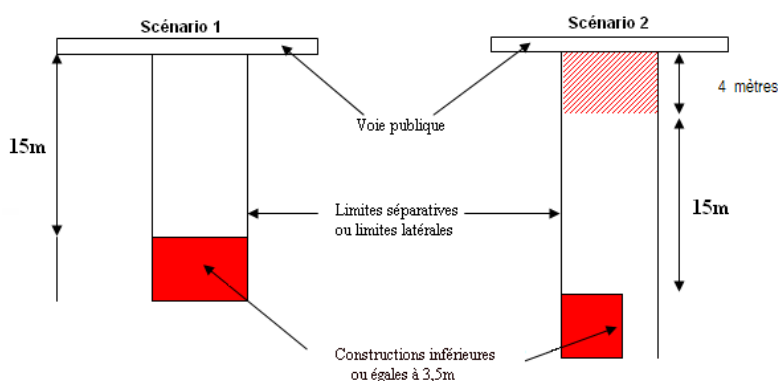 Scénario 1
Scénario 2
4 mètres
Voie publique
15m
15m
Limites séparatives
ou limites latérales
Constructions inférieures
ou égales à 3,5m